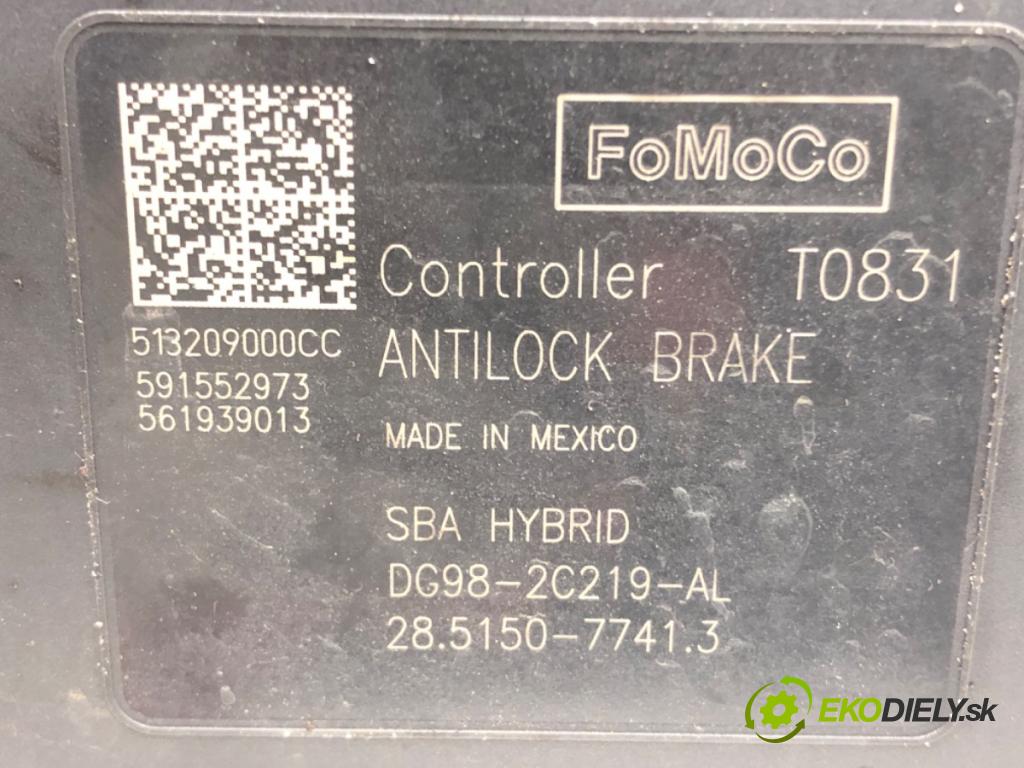 FoMoCo
Controller T0831
513209000CC
ANTILOCK BRAKE
591552973
561939013
MADE IN MEXICO
SBA HYBRID
DG98-2C219-AL
28.5150-7741.3
EKODIELY.sk